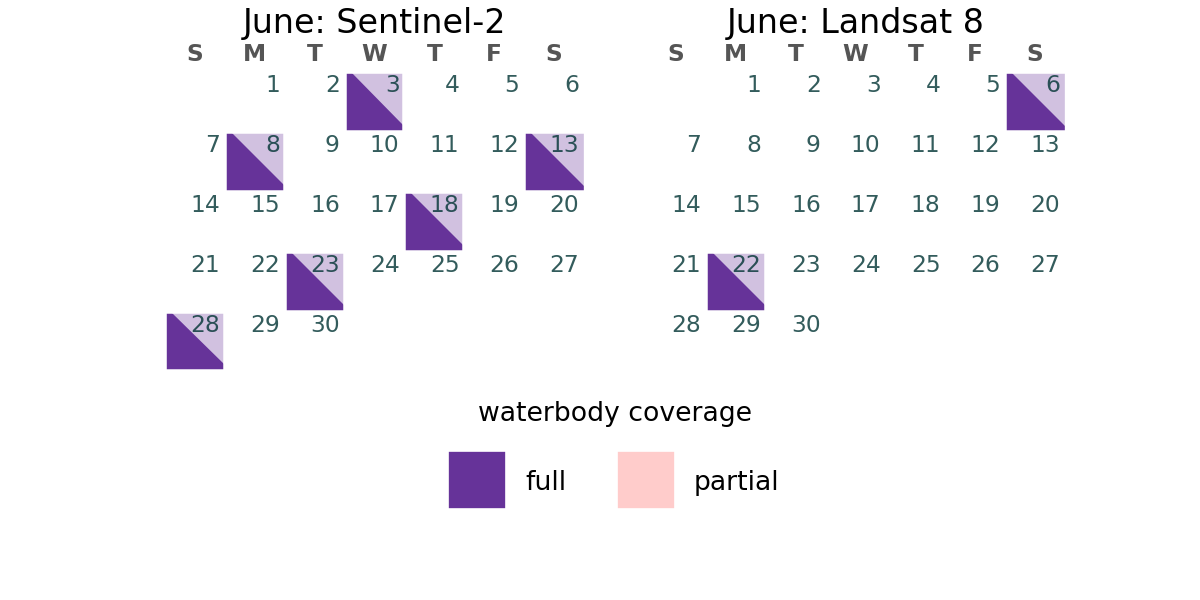 June: Sentinel-2
S M T W T F S
1 2 3 4 5 6
7 8 9 10 11 12 13
14 15 16 17 18 19 20
21 22 23 24 25 26 27
28 29 30
June: Landsat 8
S M T W T F S
1 2 3 4 5 6
7 8 9 10 11 12 13
14 15 16 17 18 19 20
21 22 23 24 25 26 27
28 29 30
waterbody coverage
full partial